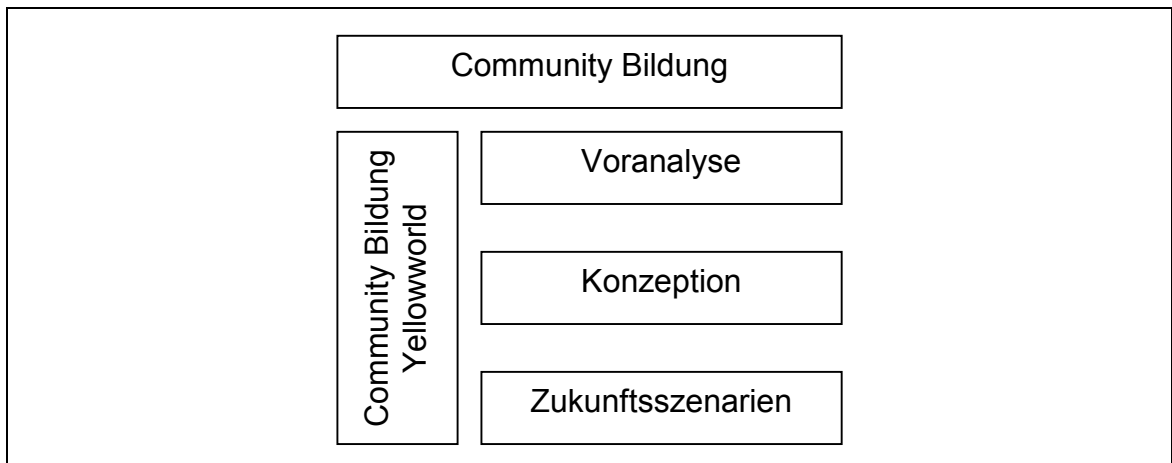 Community Bildung
Community Bildung
Yellowworld
Voranalyse
Konzeption
Zukunftsszenarien